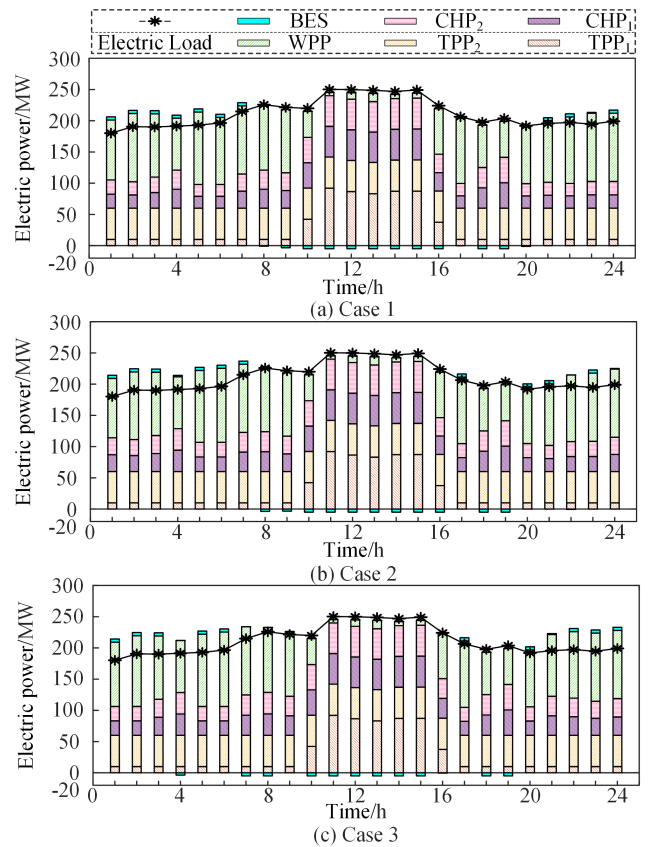 BES CHP₂ CHP₁
Electric Load WPP TPP₂ TPP₁
Electric power/MW
300
250
200
150
100
50
0
-20
0 4 8 12 16 20 24
Time/h
(a) Case 1
Electric power/MW
300
250
200
150
100
50
0
-20
0 4 8 12 16 20 24
Time/h
(b) Case 2
Electric power/MW
300
250
200
150
100
50
0
-20
0 4 8 12 16 20 24
Time/h
(c) Case 3